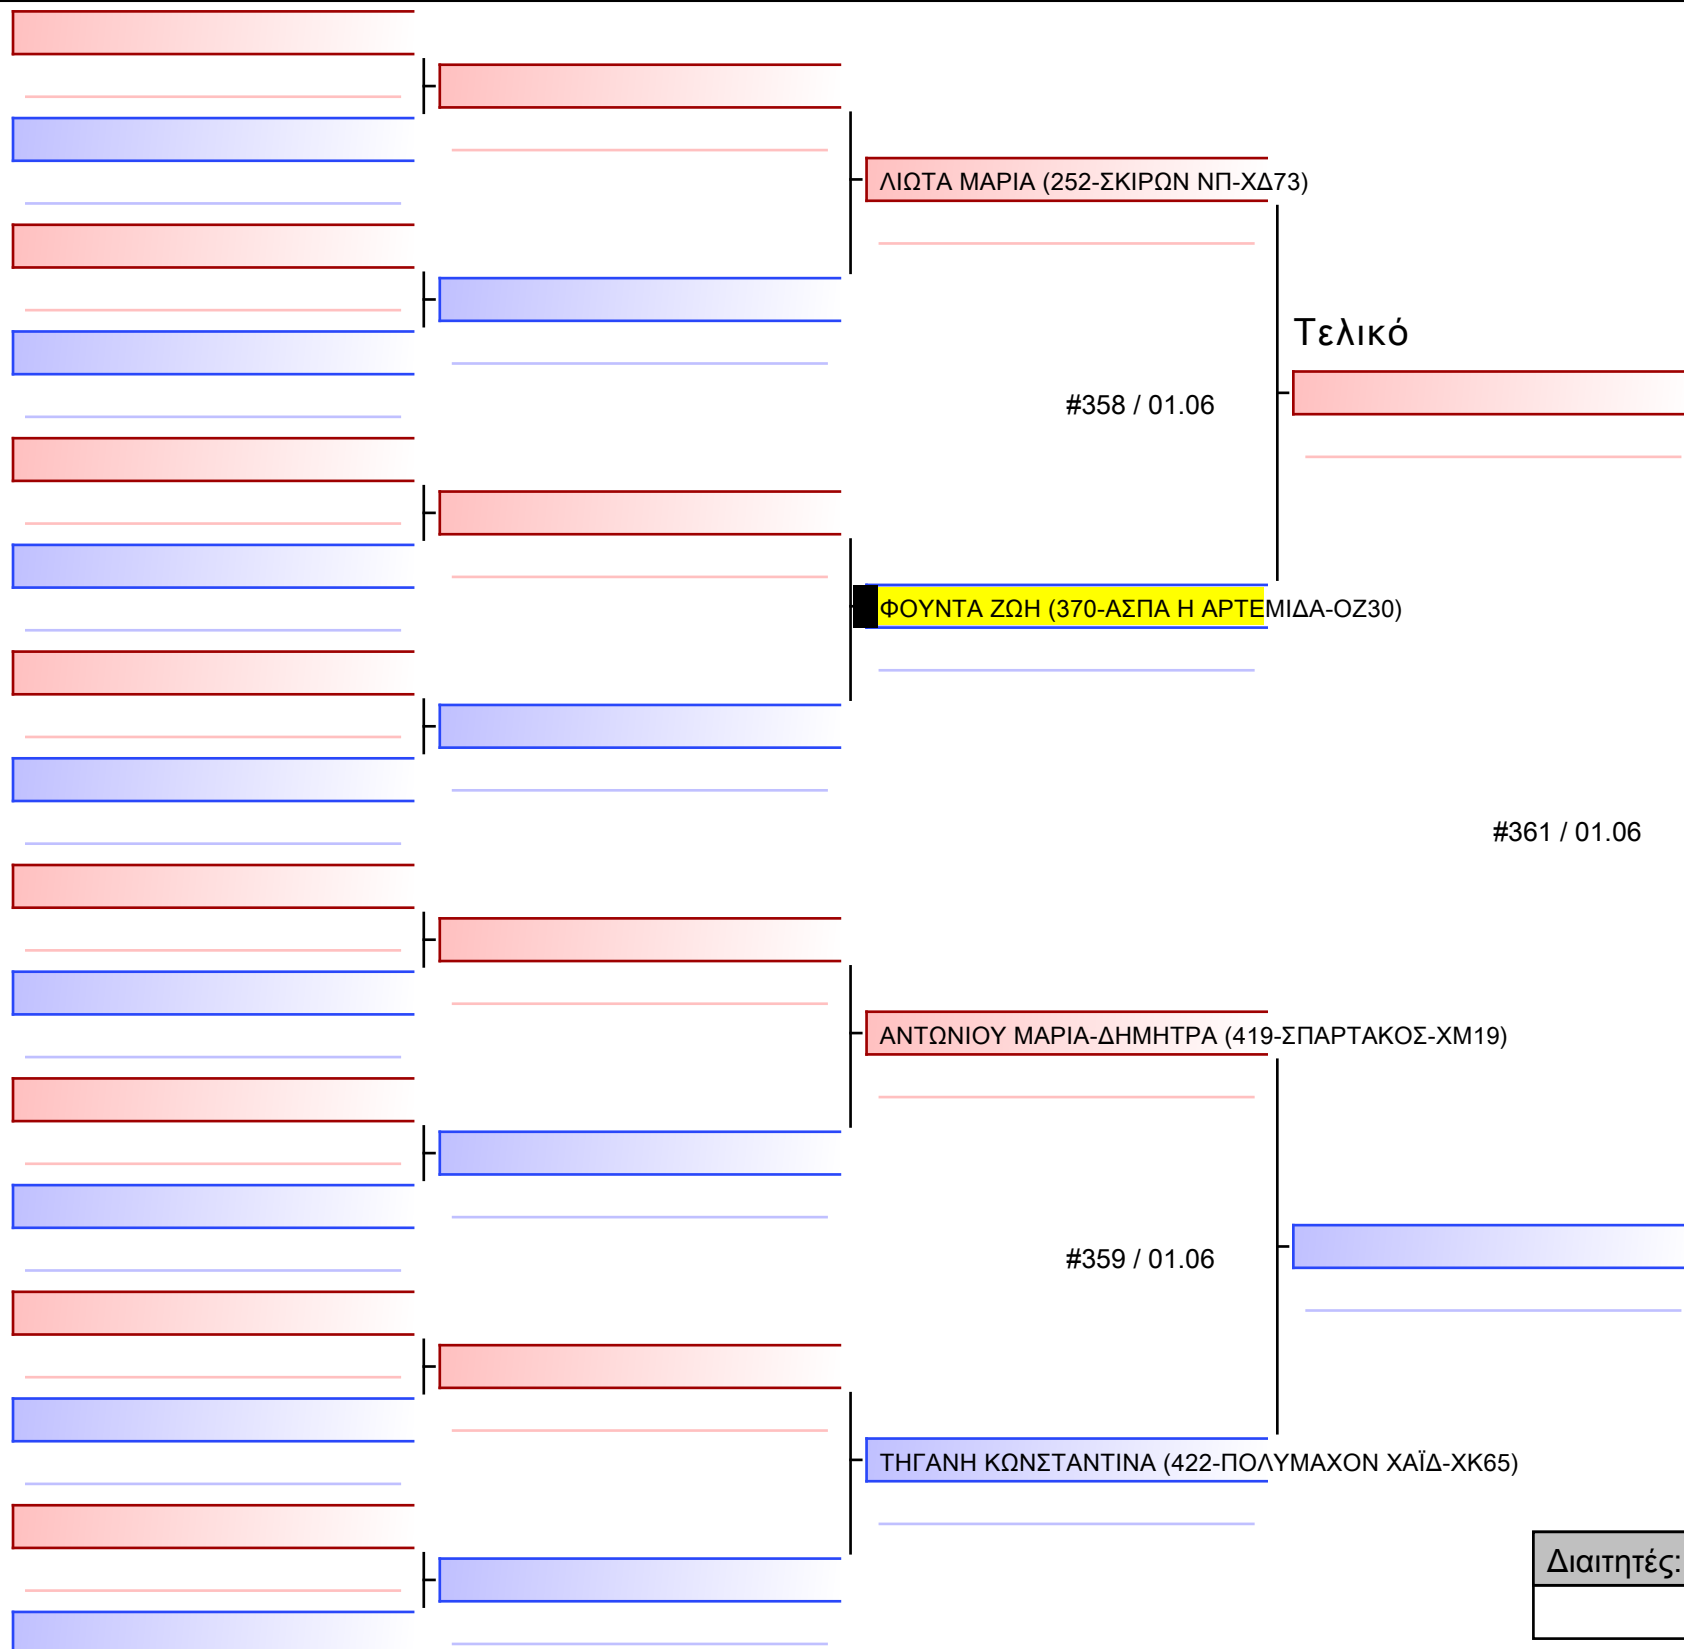 ΛΙΩΤΑ ΜΑΡΙΑ (252-ΣΚΙΡΩΝ ΝΠ-ΧΔ73)
Τελικό
#358 / 01.06
ΦΟΥΝΤΑ ΖΩΗ (370-ΑΣΠΑ Η ΑΡΤΕΜΙΔΑ-ΟΖ30)
#361 / 01.06
ΑΝΤΩΝΙΟΥ ΜΑΡΙΑ-ΔΗΜΗΤΡΑ (419-ΣΠΑΡΤΑΚΟΣ-ΧΜ19)
#359 / 01.06
ΤΗΓΑΝΗ ΚΩΝΣΤΑΝΤΙΝΑ (422-ΠΟΛΥΜΑΧΟΝ ΧΑΪΔ-ΧΚ65)
Διαιτητές: